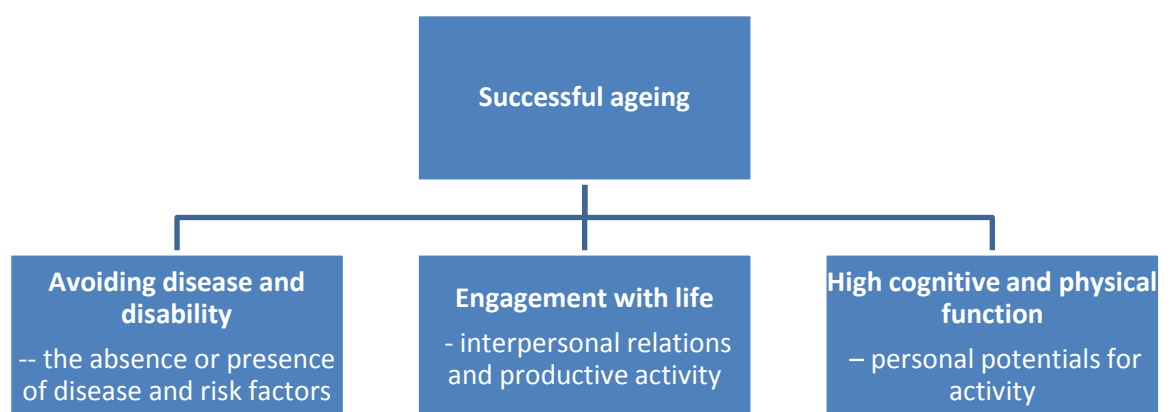 Successful ageing
Avoiding disease and
disability
-- the absence or presence
of disease and risk factors
Engagement with life
- interpersonal relations
and productive activity
High cognitive and physical
function
– personal potentials for
activity